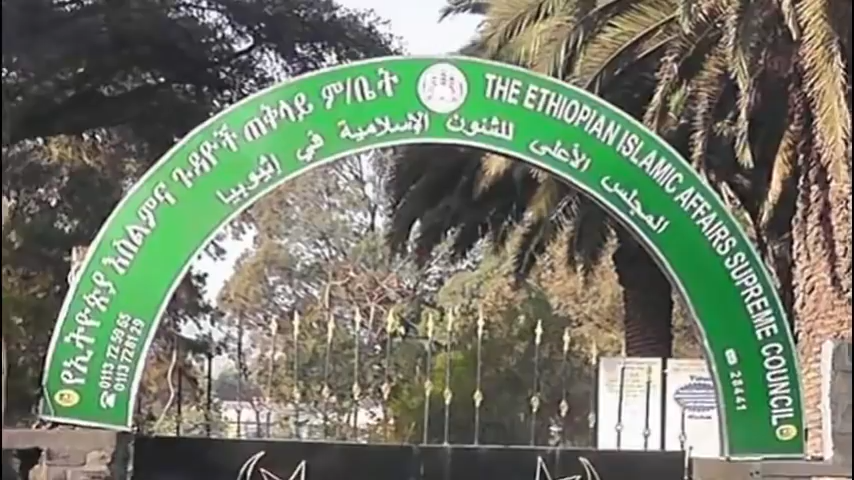 የኢትዮጵያ እስልምና ጉዳዮች ጠቅላይ ም/ቤት
THE ETHIOPIAN ISLAMIC AFFAIRS SUPREME COUNCIL
المجلس الأعلى للشئون الإسلامية في اثيوبيا
0113 72 59 65
☎ 0113 72 81 29
28441